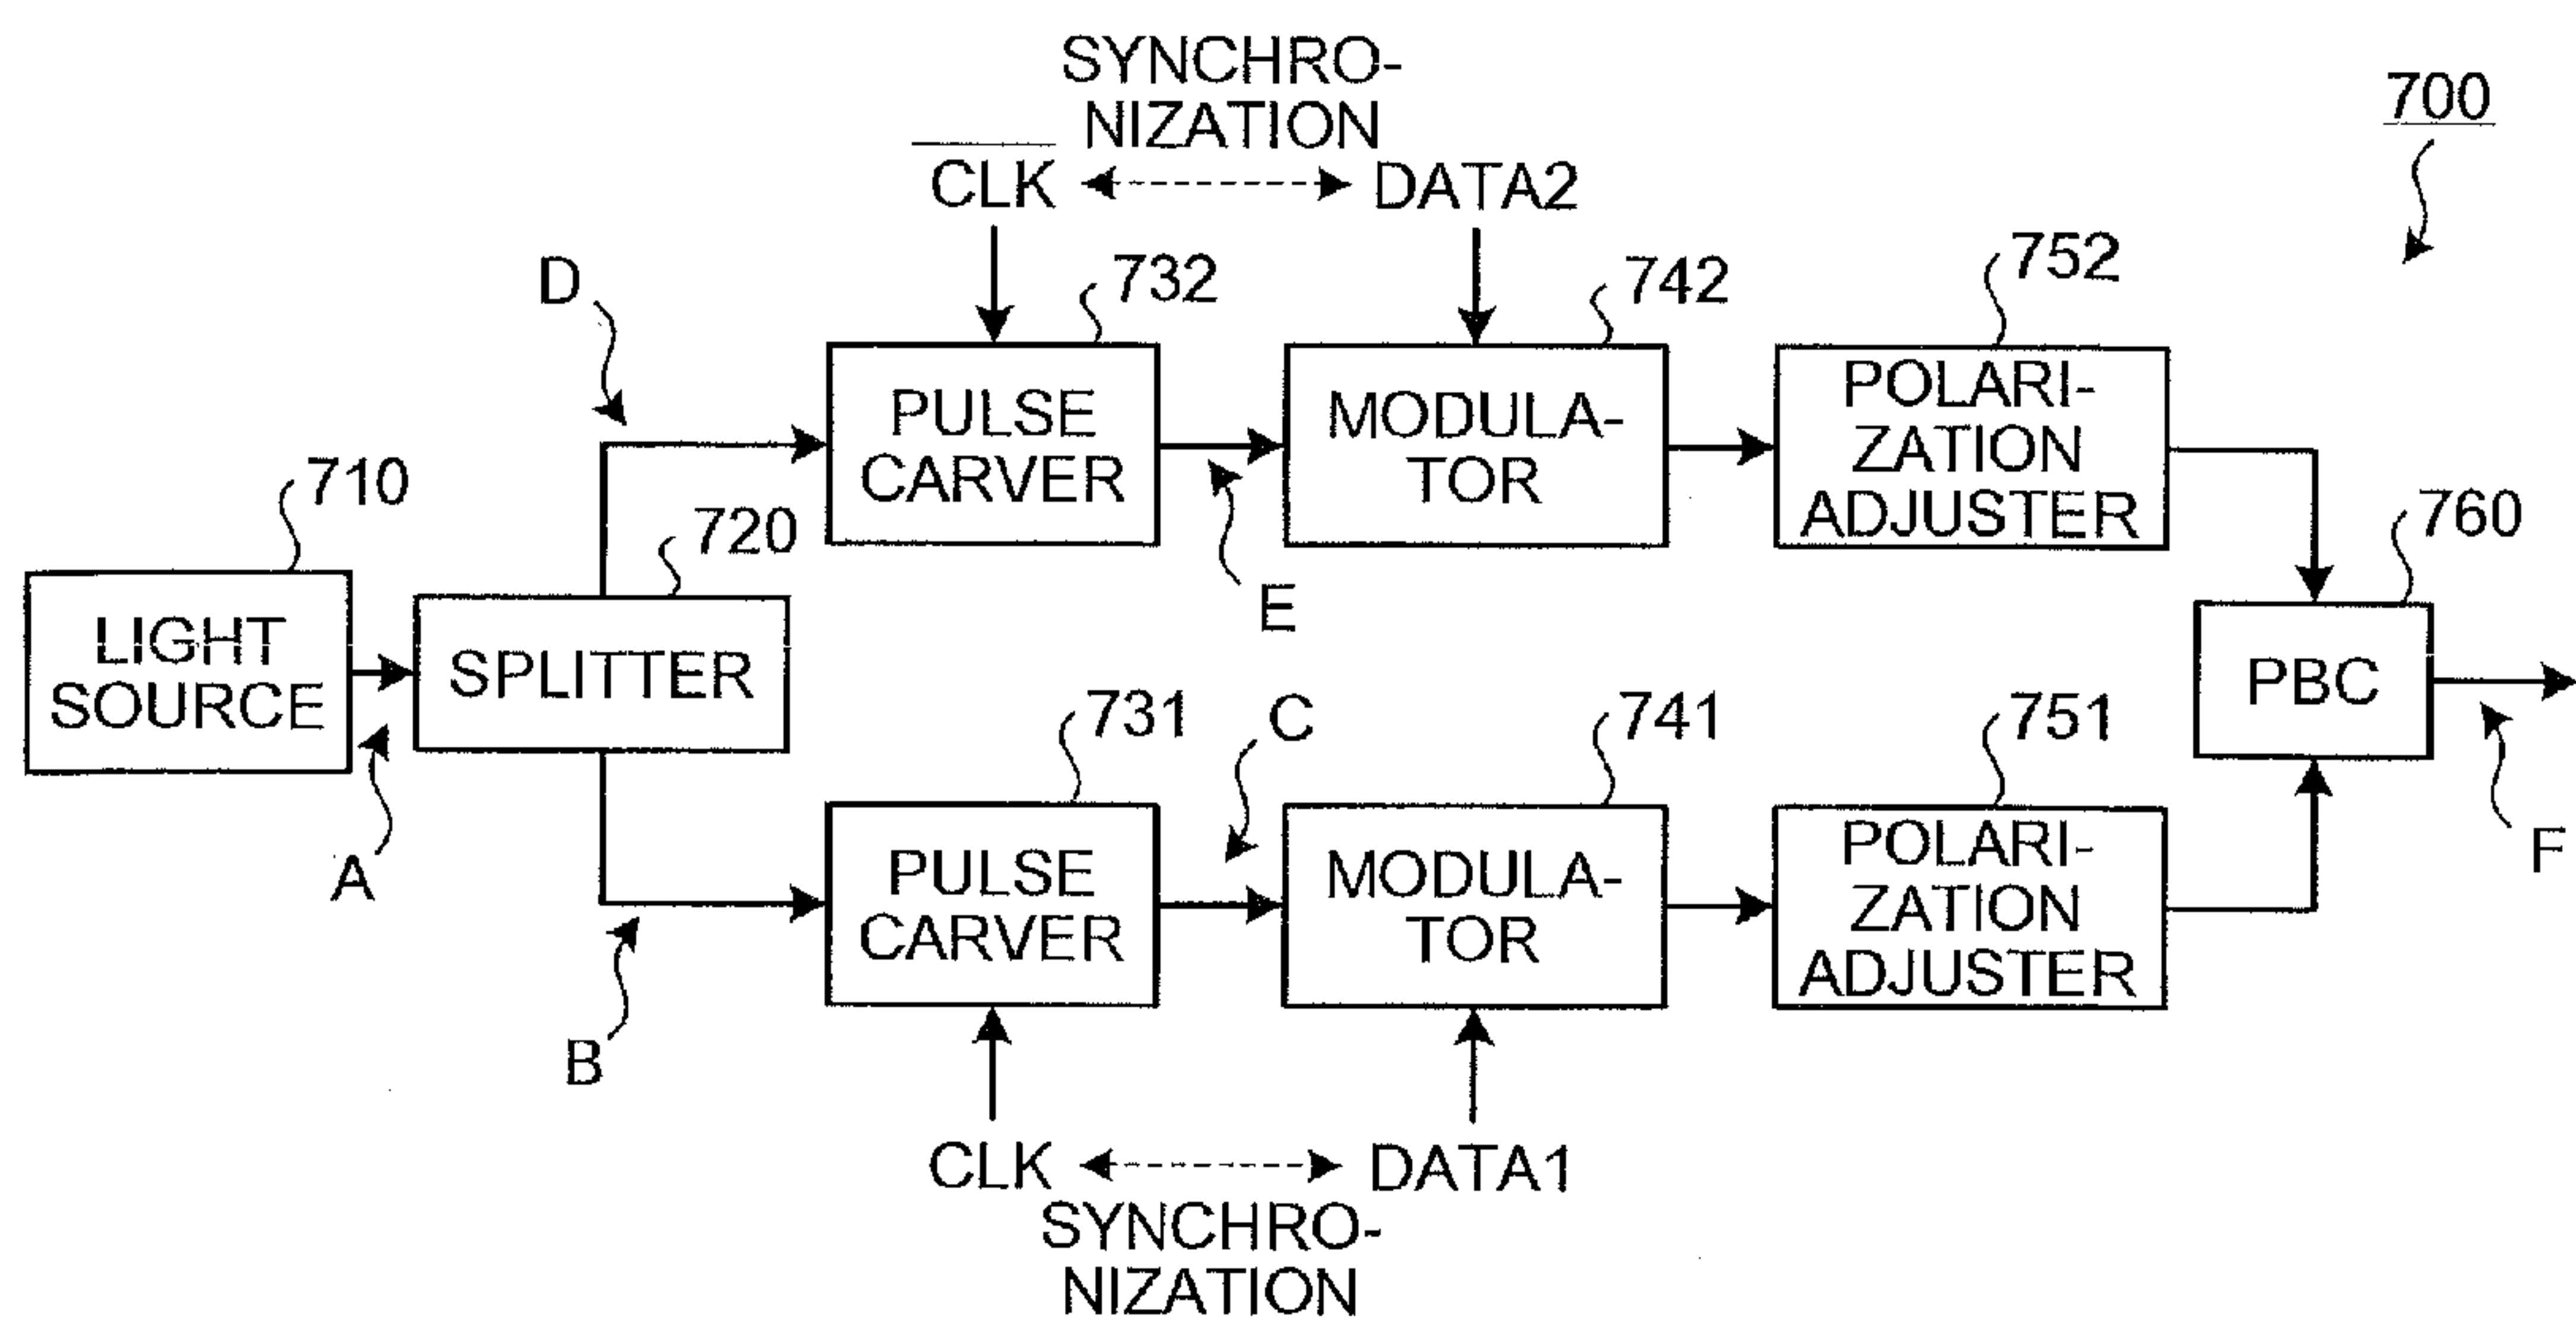 SYNCHRO-
NIZATION
700
CLK
DATA2
D
732
742
752
PULSE
CARVER
MODULA-
TOR
POLARI-
ZATION
ADJUSTER
710
720
E
760
LIGHT
SOURCE
SPLITTER
PBC
A
731
C
741
751
F
PULSE
CARVER
MODULA-
TOR
POLARI-
ZATION
ADJUSTER
B
CLK
DATA1
SYNCHRO-
NIZATION